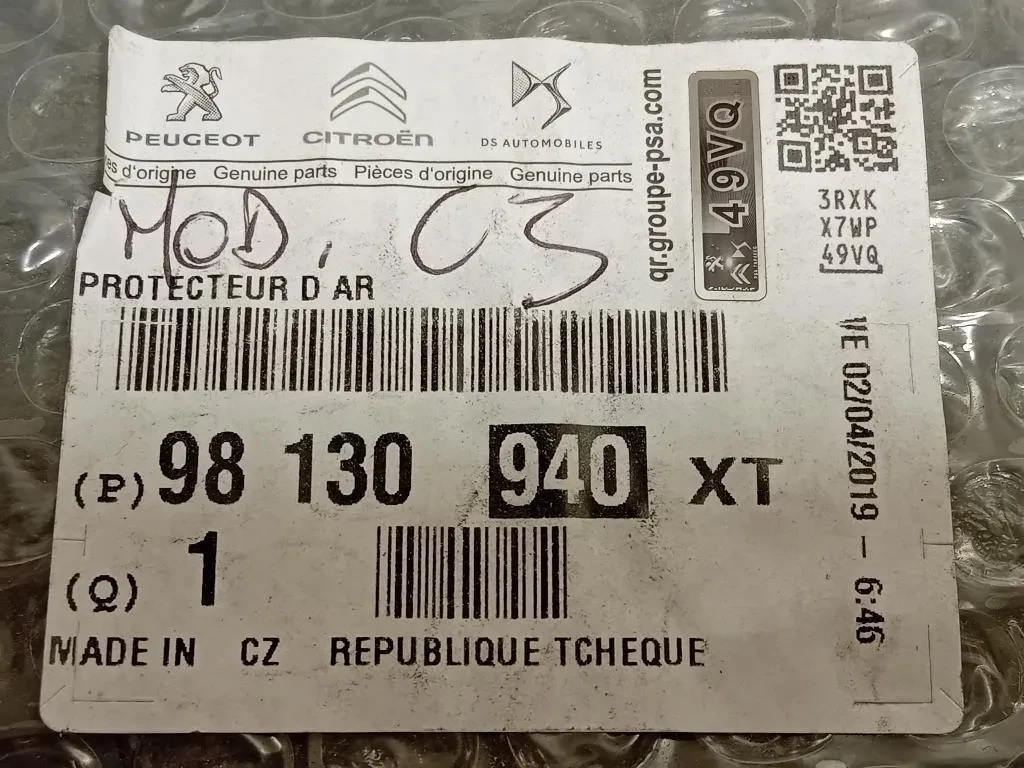 PEUGEOT CITROËN DS AUTOMOBILES
es d'origine Genuine parts Pièces d'origine Genuine parts
MOD. C3
PROTECTEUR D AR
(P) 98 130 940 XT
(Q) 1
MADE IN CZ REPUBLIQUE TCHEQUE
qr.groupe-psa.com
49VQ
3RXK
X7WP
49VQ
VE 02/04/2019 – 6:46